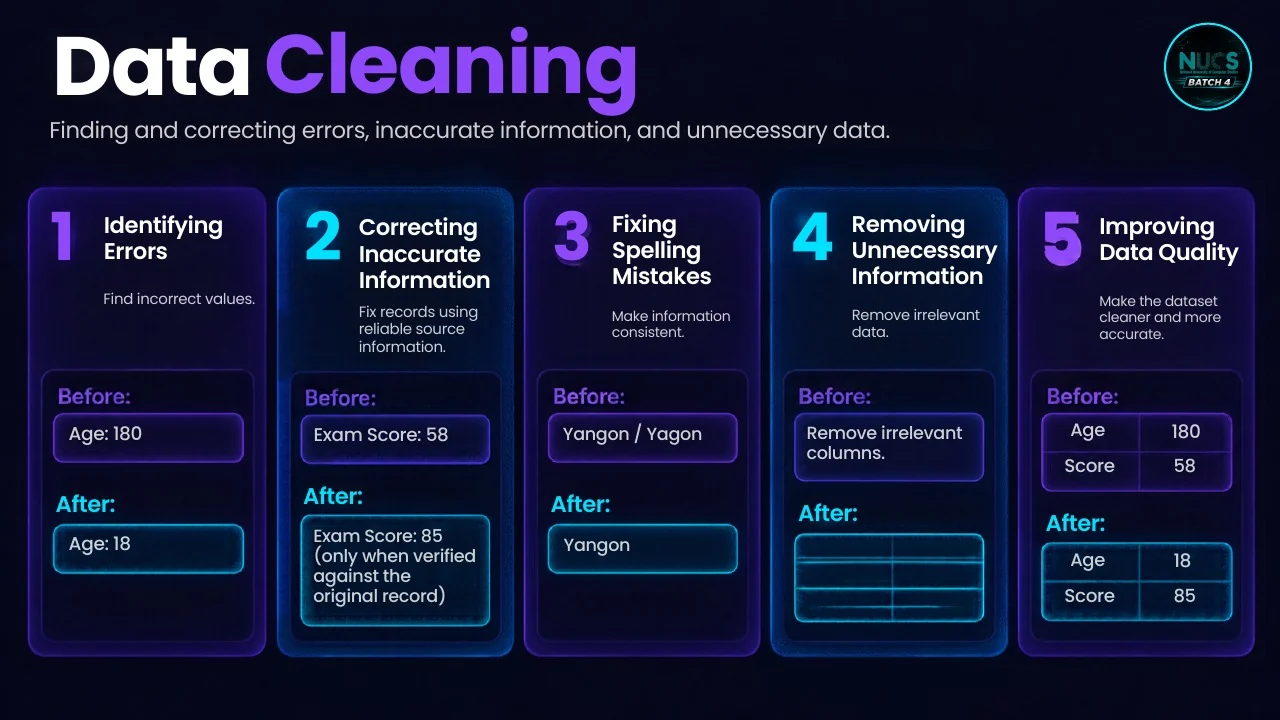 Data Cleaning
NUCS
BATCH 4
Finding and correcting errors, inaccurate information, and unnecessary data.
1
Identifying
Errors
Find incorrect values.
Before:
Age: 180
After:
Age: 18
2
Correcting
Inaccurate
Information
Fix records using
reliable source
information.
Before:
Exam Score: 58
After:
Exam Score: 85
(only when verified
against the
original record)
3
Fixing
Spelling
Mistakes
Make information
consistent.
Before:
Yangon / Yagon
After:
Yangon
4
Removing
Unnecessary
Information
Remove irrelevant
data.
Before:
Remove irrelevant
columns.
After:
5
Improving
Data Quality
Make the dataset
cleaner and more
accurate.
Before:
Age 180
Score 58
After:
Age 18
Score 85